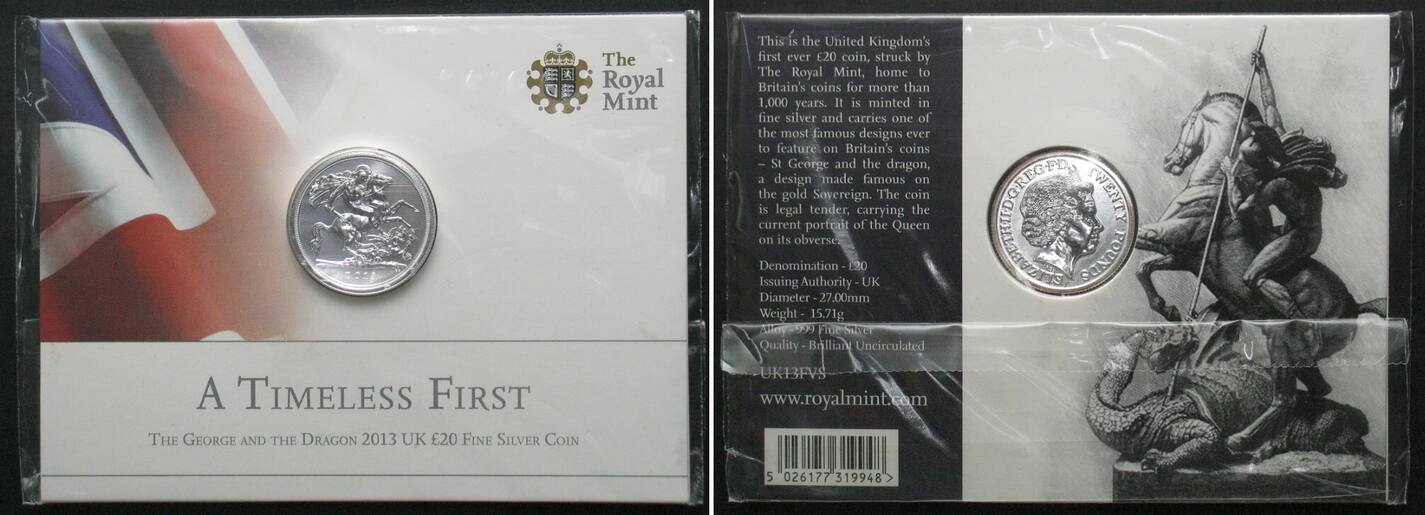 The
Royal
Mint
2013
A Timeless First
The George and the Dragon 2013 UK £20 Fine Silver Coin
This is the United Kingdom's
first ever £20 coin, struck by
The Royal Mint, home to
Britain's coins for more than
1,000 years. It is minted in
fine silver and carries one of
the most famous designs ever
to feature on Britain's coins
– St George and the dragon,
a design made famous on
the gold Sovereign. The coin
is legal tender, carrying the
current portrait of the Queen
on its obverse.
Denomination - £20
Issuing Authority - UK
Diameter - 27.00mm
Weight - 15.71g
Alloy - 999 Fine Silver
Quality - Brilliant Uncirculated
UK13FVS
www.royalmint.com
5 026177 319948 >
ELIZABETH·II·D·G·REG·F·D· TWENTY POUNDS